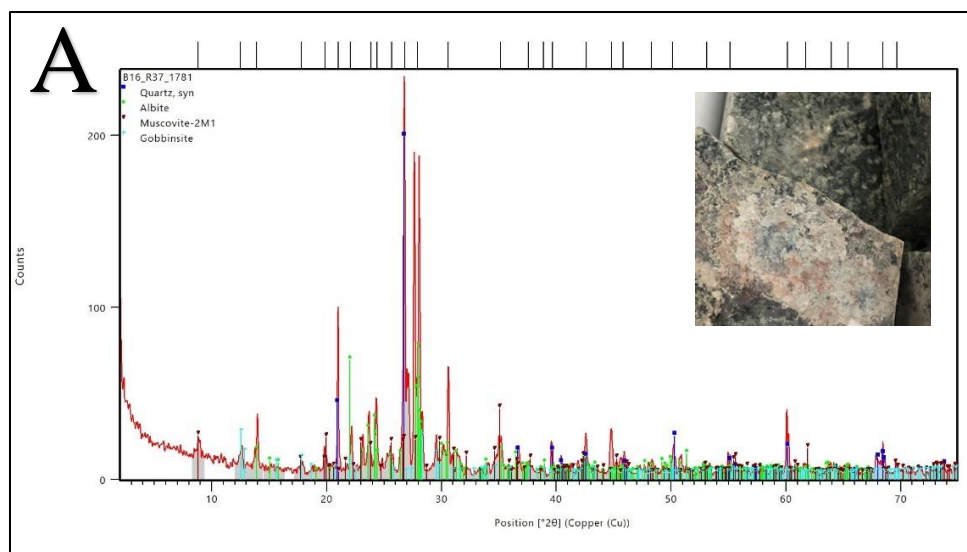 A
B16_R37_1781
Quartz, syn
Albite
Muscovite-2M1
Gobbinsite
200
100
0
Counts
10 20 30 40 50 60 70
Position [°2θ] (Copper (Cu))